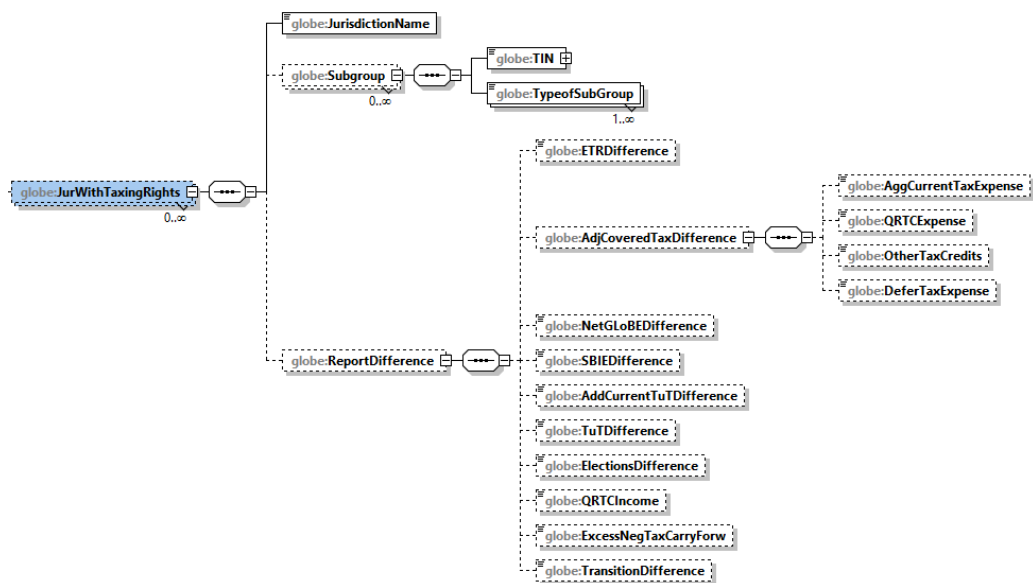 globe:JurisdictionName
globe:Subgroup
0..∞
globe:TIN
globe:TypeofSubGroup
1..∞
globe:JurWithTaxingRights
0..∞
globe:ReportDifference
globe:ETRDifference
globe:AdjCoveredTaxDifference
globe:AggCurrentTaxExpense
globe:QRTCExpense
globe:OtherTaxCredits
globe:DeferTaxExpense
globe:NetGLoBEDifference
globe:SBIEDifference
globe:AddCurrentTuTDifference
globe:TuTDifference
globe:ElectionsDifference
globe:QRTCIncome
globe:ExcessNegTaxCarryForw
globe:TransitionDifference